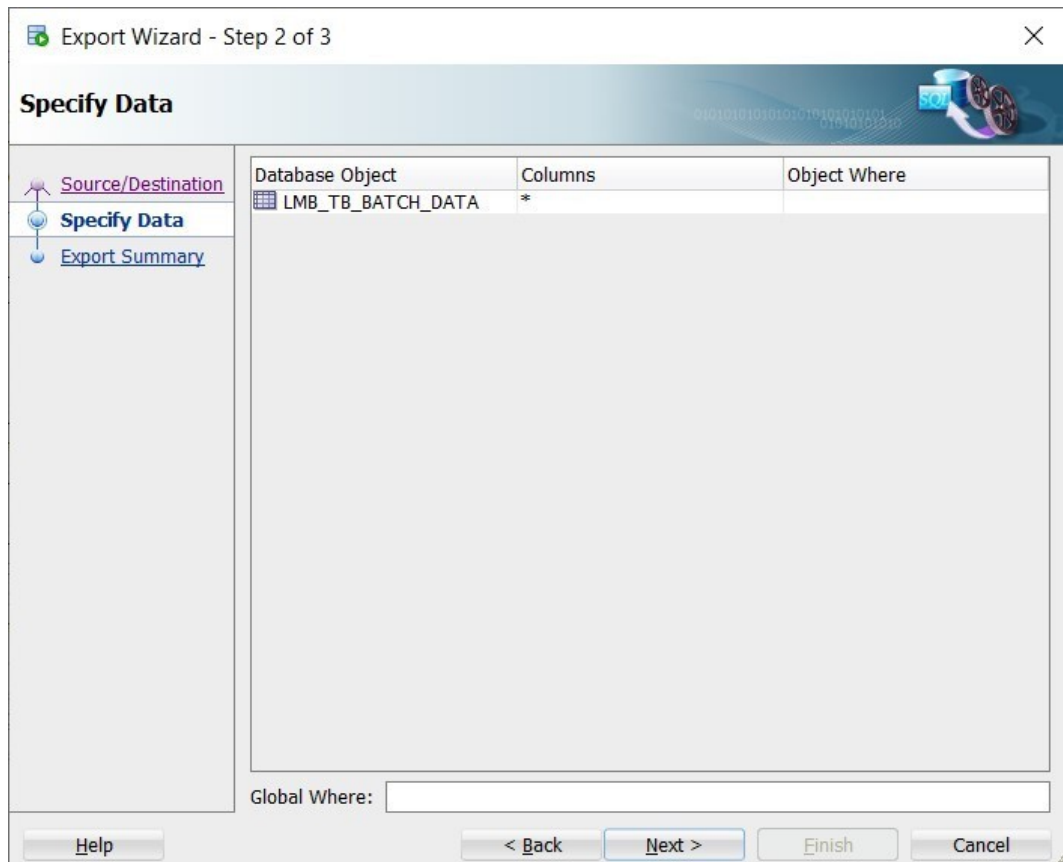 Export Wizard - Step 2 of 3
Specify Data
SQL
Source/Destination
Specify Data
Export Summary
Database Object Columns Object Where
LMB_TB_BATCH_DATA *
Global Where:
Help < Back Next > Finish Cancel